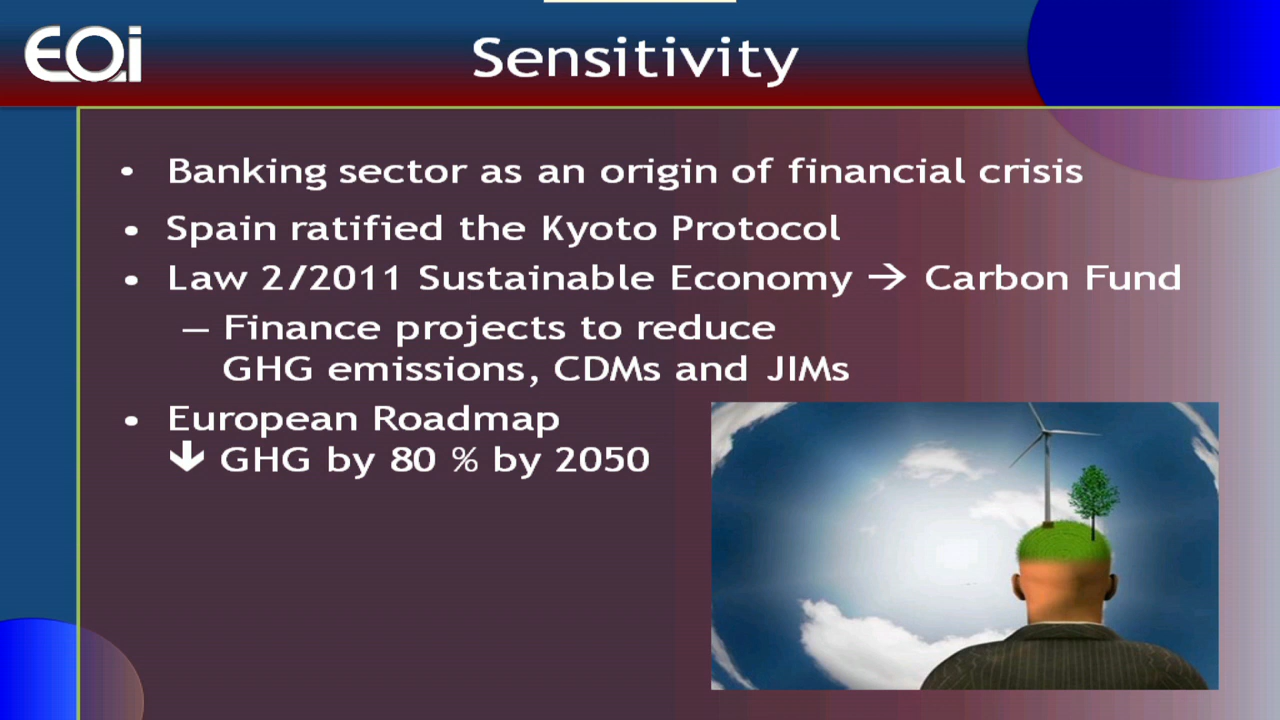 EOi
Sensitivity
• Banking sector as an origin of financial crisis
• Spain ratified the Kyoto Protocol
• Law 2/2011 Sustainable Economy → Carbon Fund
– Finance projects to reduce
GHG emissions, CDMs and JIMs
• European Roadmap
🡇 GHG by 80 % by 2050